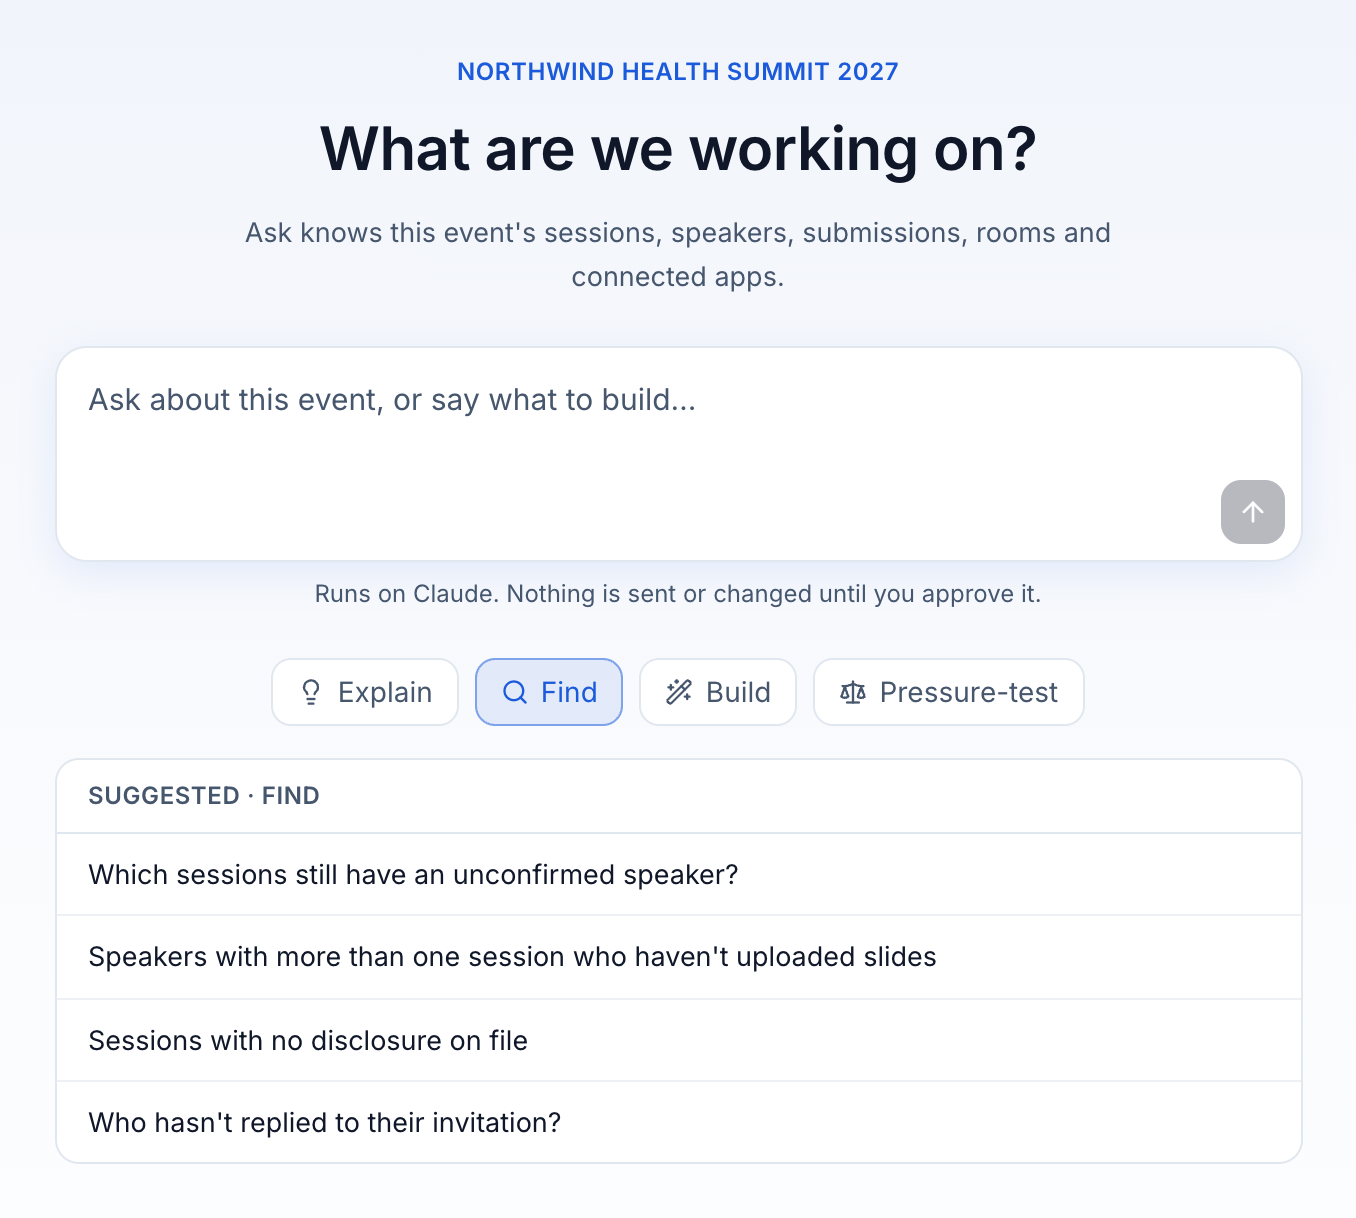 NORTHWIND HEALTH SUMMIT 2027
What are we working on?
Ask knows this event's sessions, speakers, submissions, rooms and
connected apps.
Ask about this event, or say what to build...
Runs on Claude. Nothing is sent or changed until you approve it.
Explain
Find
Build
Pressure-test
SUGGESTED · FIND
Which sessions still have an unconfirmed speaker?
Speakers with more than one session who haven't uploaded slides
Sessions with no disclosure on file
Who hasn't replied to their invitation?